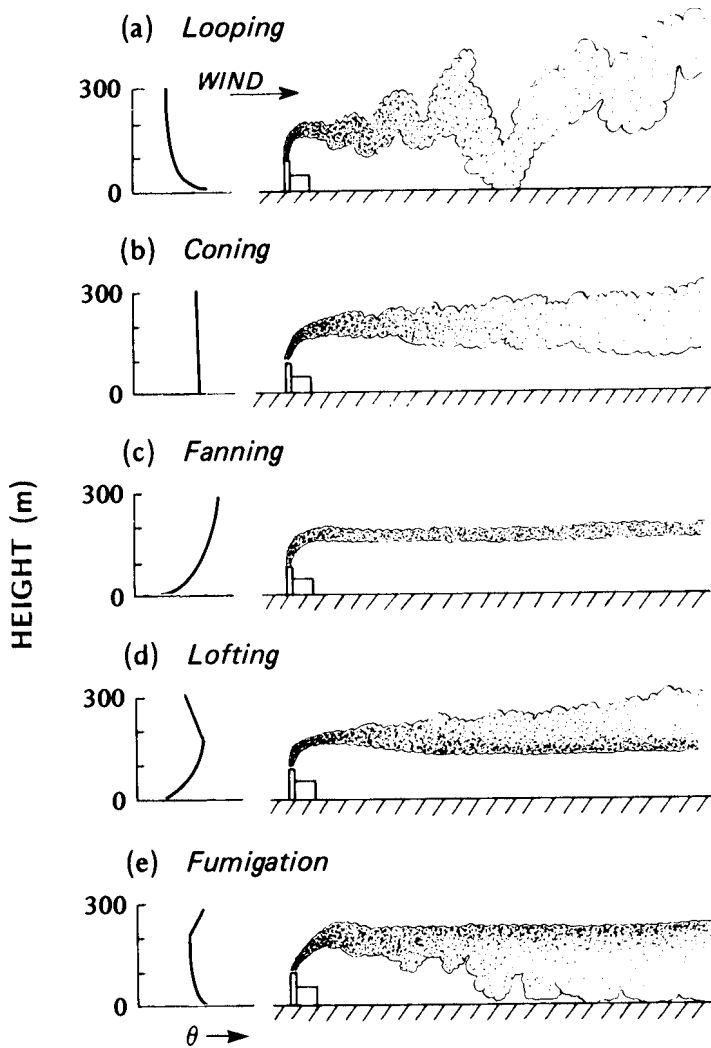 (a) Looping
WIND
300
0
(b) Coning
300
0
(c) Fanning
300
0
HEIGHT (m)
(d) Lofting
300
0
(e) Fumigation
300
0
θ